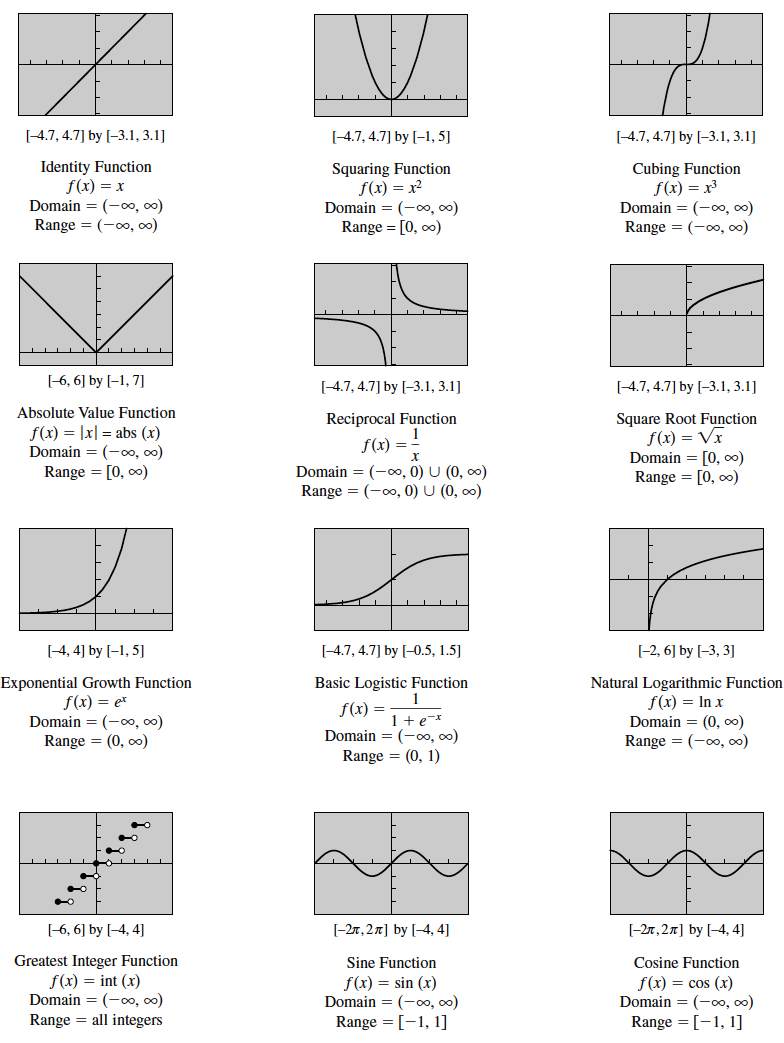 [−4.7, 4.7] by [−3.1, 3.1]
Identity Function
f(x) = x
Domain = (−∞, ∞)
Range = (−∞, ∞)
[−4.7, 4.7] by [−1, 5]
Squaring Function
f(x) = x²
Domain = (−∞, ∞)
Range = [0, ∞)
[−4.7, 4.7] by [−3.1, 3.1]
Cubing Function
f(x) = x³
Domain = (−∞, ∞)
Range = (−∞, ∞)
[−6, 6] by [−1, 7]
Absolute Value Function
f(x) = |x| = abs (x)
Domain = (−∞, ∞)
Range = [0, ∞)
[−4.7, 4.7] by [−3.1, 3.1]
Reciprocal Function
f(x) = 1/x
Domain = (−∞, 0) ∪ (0, ∞)
Range = (−∞, 0) ∪ (0, ∞)
[−4.7, 4.7] by [−3.1, 3.1]
Square Root Function
f(x) = √x
Domain = [0, ∞)
Range = [0, ∞)
[−4, 4] by [−1, 5]
Exponential Growth Function
f(x) = eˣ
Domain = (−∞, ∞)
Range = (0, ∞)
[−4.7, 4.7] by [−0.5, 1.5]
Basic Logistic Function
f(x) = 1/(1 + e⁻ˣ)
Domain = (−∞, ∞)
Range = (0, 1)
[−2, 6] by [−3, 3]
Natural Logarithmic Function
f(x) = ln x
Domain = (0, ∞)
Range = (−∞, ∞)
[−6, 6] by [−4, 4]
Greatest Integer Function
f(x) = int (x)
Domain = (−∞, ∞)
Range = all integers
[−2π, 2π] by [−4, 4]
Sine Function
f(x) = sin (x)
Domain = (−∞, ∞)
Range = [−1, 1]
[−2π, 2π] by [−4, 4]
Cosine Function
f(x) = cos (x)
Domain = (−∞, ∞)
Range = [−1, 1]